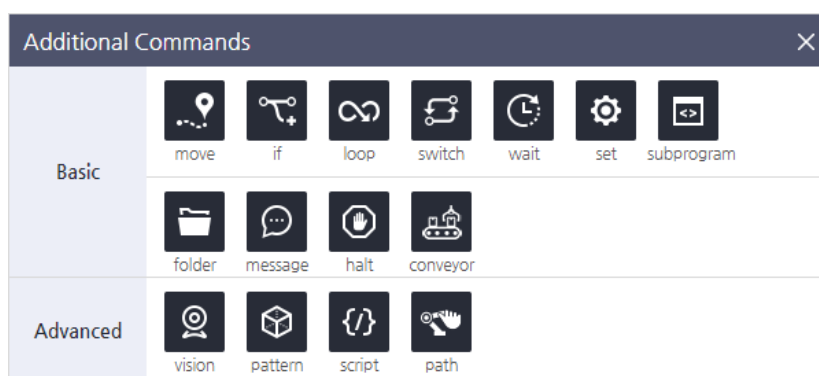 Additional Commands
Basic
move if loop switch wait set subprogram
folder message halt conveyor
Advanced
vision pattern script path